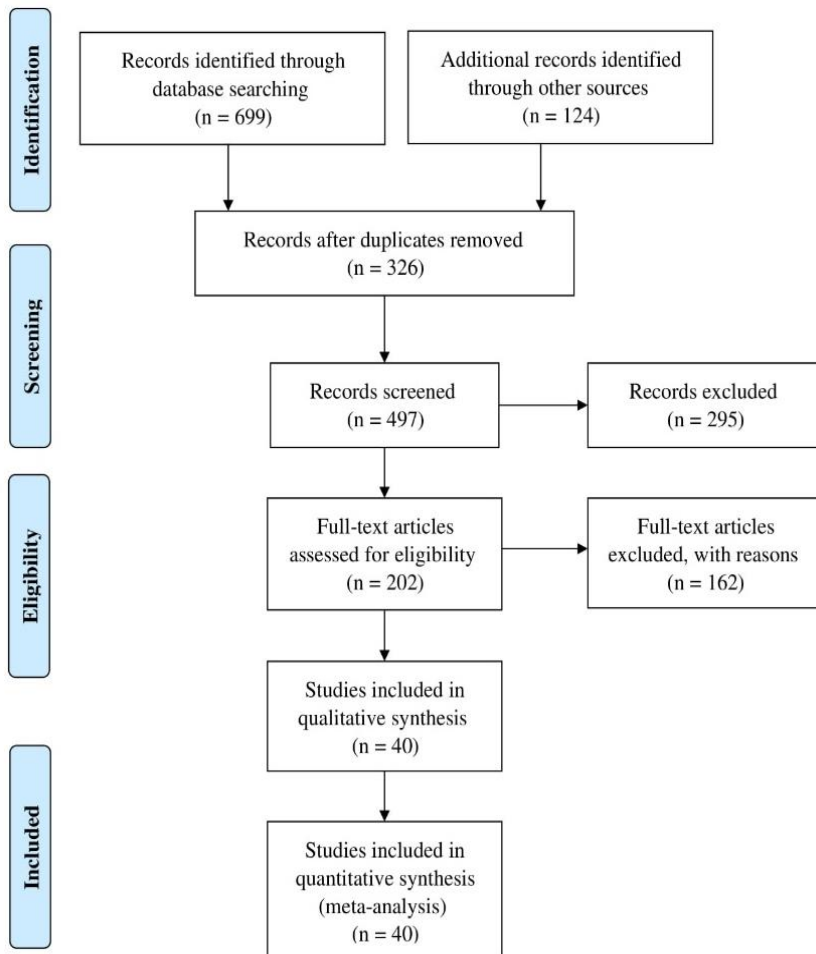 Identification
Records identified through
database searching
(n = 699)
Additional records identified
through other sources
(n = 124)
Records after duplicates removed
(n = 326)
Screening
Records screened
(n = 497)
Records excluded
(n = 295)
Eligibility
Full-text articles
assessed for eligibility
(n = 202)
Full-text articles
excluded, with reasons
(n = 162)
Studies included in
qualitative synthesis
(n = 40)
Included
Studies included in
quantitative synthesis
(meta-analysis)
(n = 40)